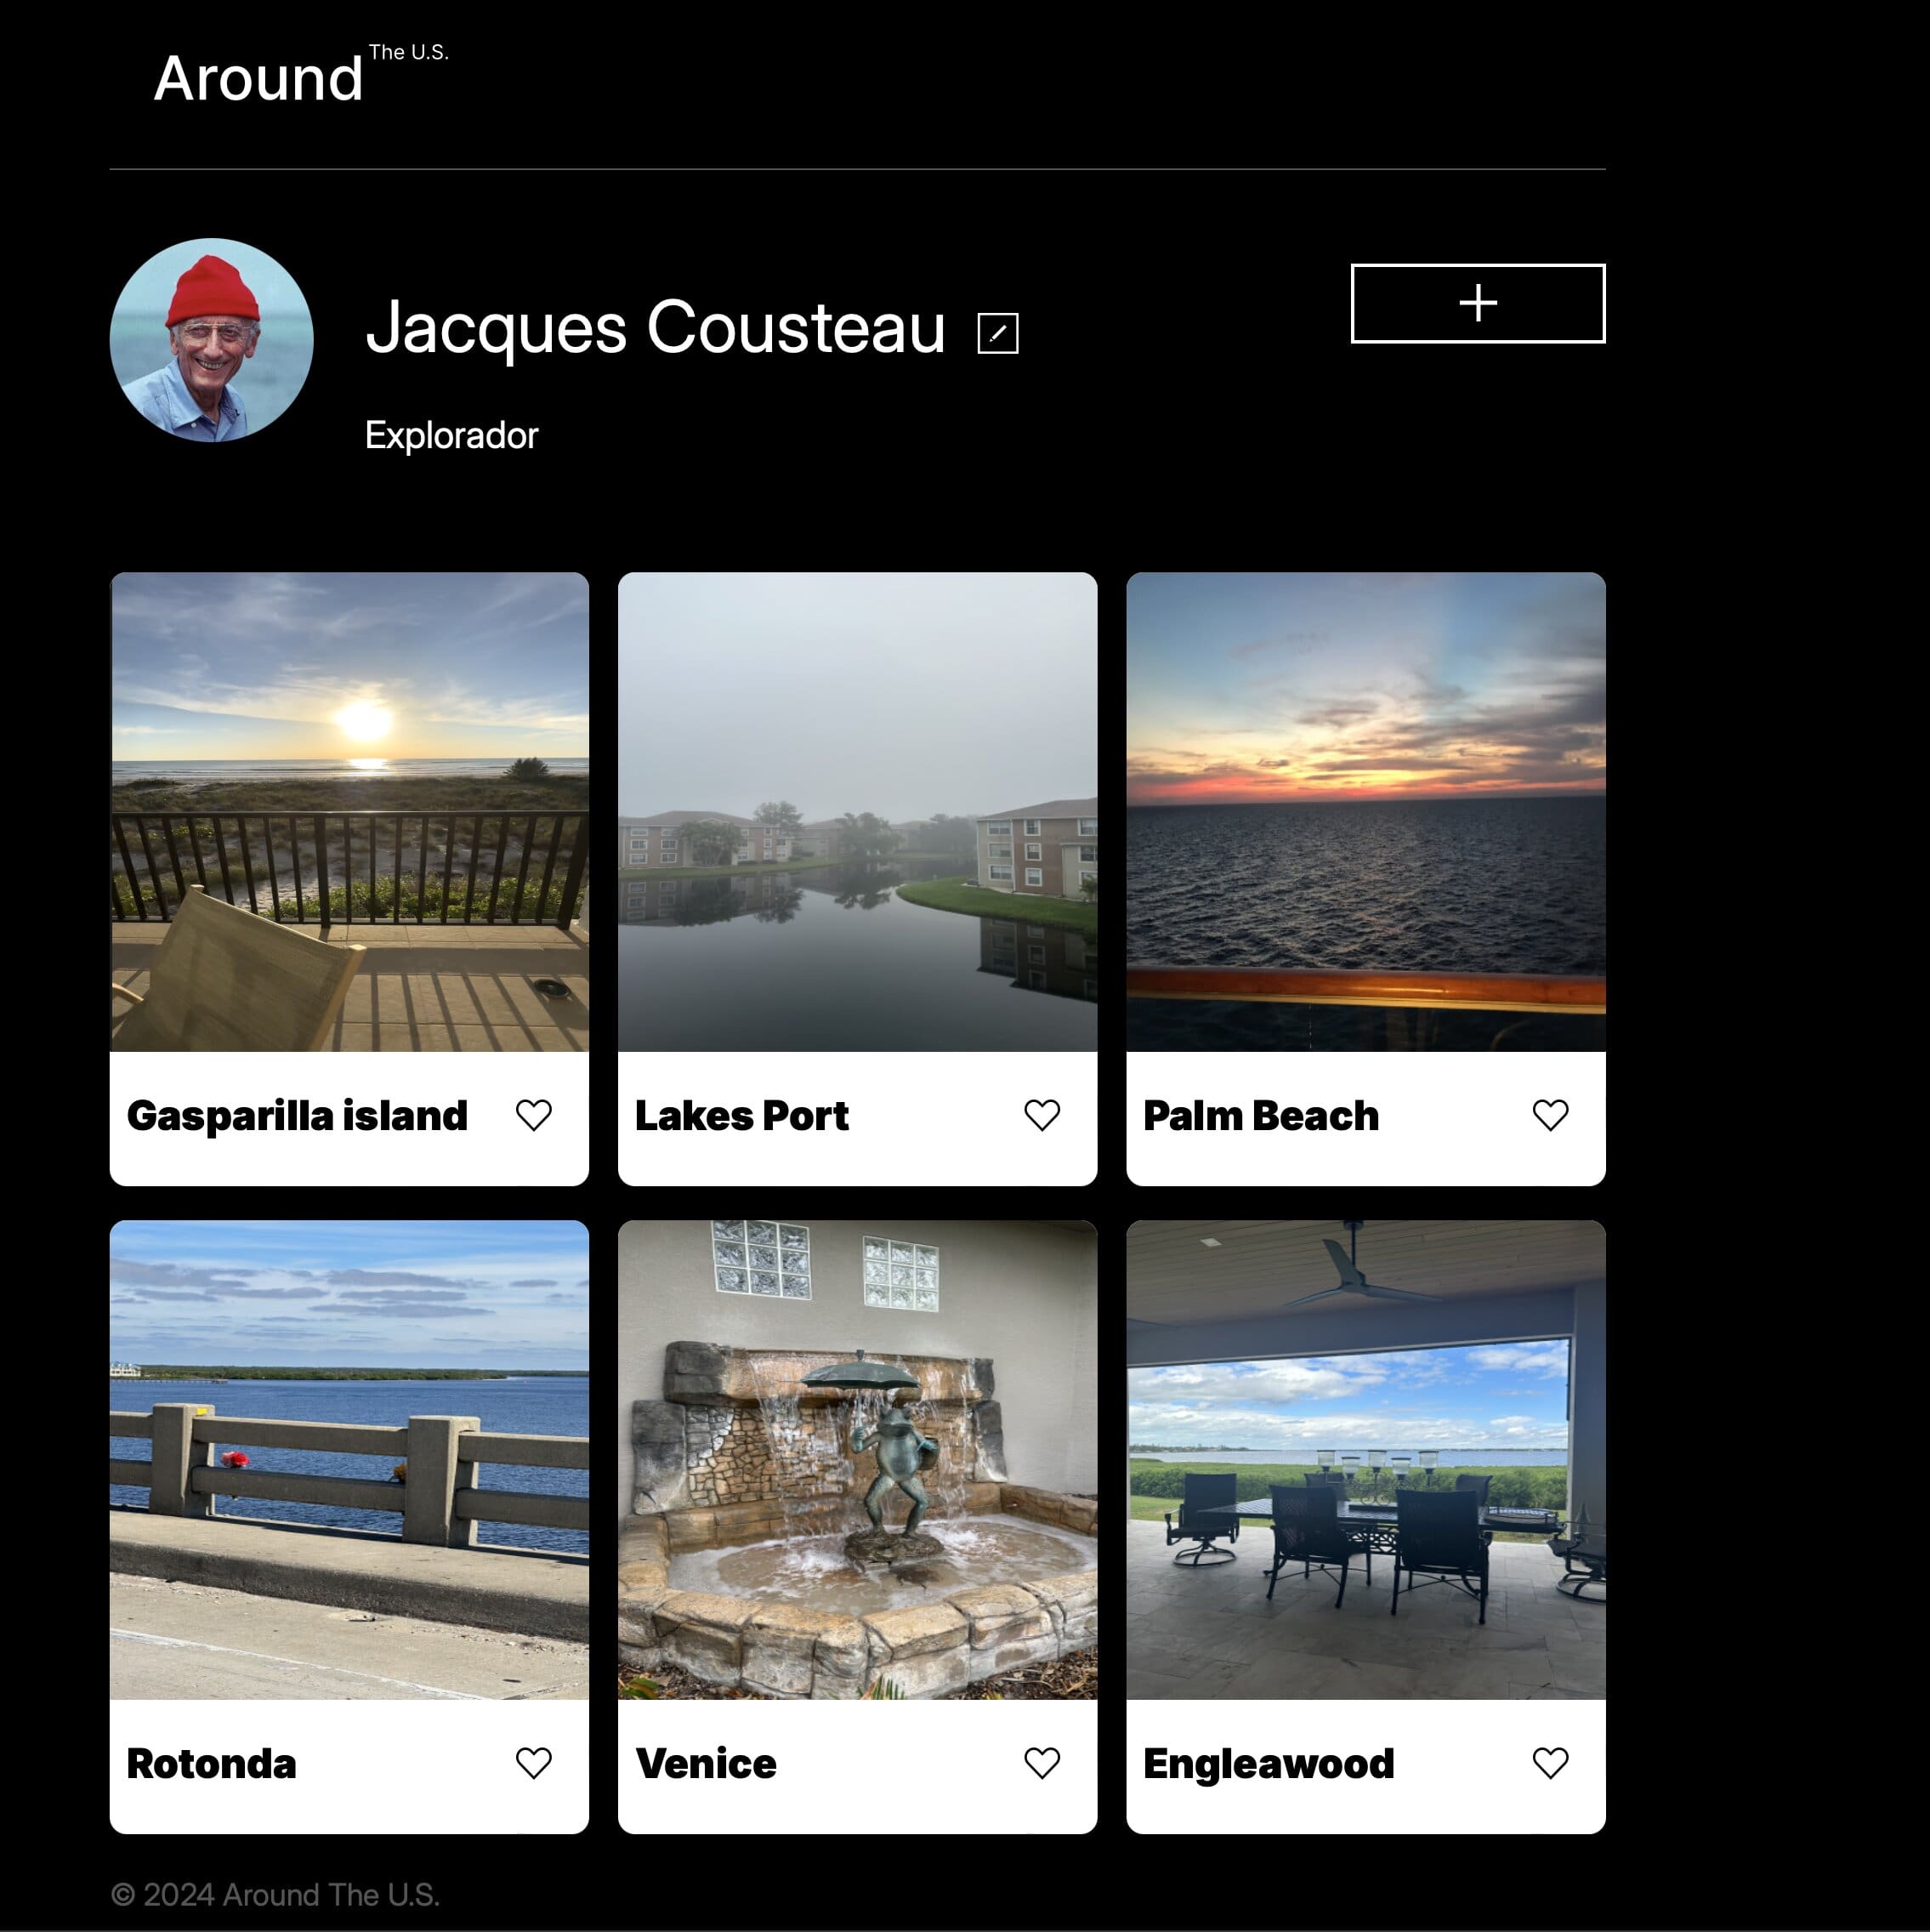 Around The U.S.
Jacques Cousteau
Explorador
Gasparilla island
Lakes Port
Palm Beach
Rotonda
Venice
Engleawood
© 2024 Around The U.S.